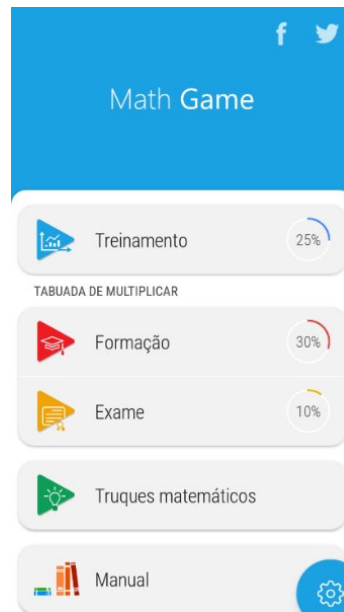 Math Game
Treinamento
25%
TABUADA DE MULTIPLICAR
Formação
30%
Exame
10%
Truques matemáticos
Manual